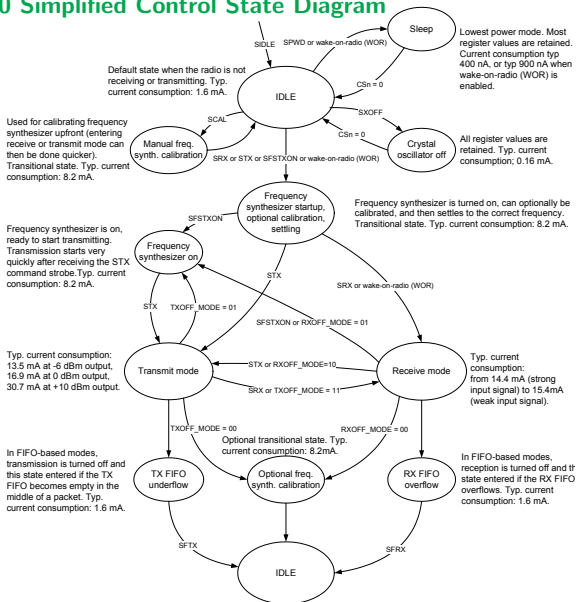 0 Simplified Control State Diagram
Sleep
SIDLE
SPWD or wake-on-radio (WOR)
Lowest power mode. Most
register values are retained.
Current consumption typ
400 nA, or typ 900 nA when
wake-on-radio (WOR) is
enabled.
Default state when the radio is not
receiving or transmitting. Typ.
current consumption: 1.6 mA.
CSn = 0
IDLE
SXOFF
SCAL
CSn = 0
Used for calibrating frequency
synthesizer upfront (entering
receive or transmit mode can
then be done quicker).
Transitional state. Typ. current
consumption: 8.2 mA.
Manual freq.
synth. calibration
SRX or STX or SFSTXON or wake-on-radio (WOR)
Crystal
oscillator off
All register values are
retained. Typ. current
consumption; 0.16 mA.
Frequency
synthesizer startup,
optional calibration,
settling
Frequency synthesizer is turned on, can optionally be
calibrated, and then settles to the correct frequency.
Transitional state. Typ. current consumption: 8.2 mA.
SFSTXON
Frequency synthesizer is on,
ready to start transmitting.
Transmission starts very
quickly after receiving the STX
command strobe.Typ. current
consumption: 8.2 mA.
Frequency
synthesizer on
STX
SRX or wake-on-radio (WOR)
STX
TXOFF_MODE = 01
SFSTXON or RXOFF_MODE = 01
Typ. current consumption:
13.5 mA at -6 dBm output,
16.9 mA at 0 dBm output,
30.7 mA at +10 dBm output.
Transmit mode
STX or RXOFF_MODE=10
SRX or TXOFF_MODE = 11
Receive mode
Typ. current
consumption:
from 14.4 mA (strong
input signal) to 15.4mA
(weak input signal).
TXOFF_MODE = 00
RXOFF_MODE = 00
Optional transitional state. Typ.
current consumption: 8.2mA.
In FIFO-based modes,
transmission is turned off and
this state entered if the TX
FIFO becomes empty in the
middle of a packet. Typ.
current consumption: 1.6 mA.
TX FIFO
underflow
Optional freq.
synth. calibration
RX FIFO
overflow
In FIFO-based modes,
reception is turned off and th
state entered if the RX FIFO
overflows. Typ. current
consumption: 1.6 mA.
SFTX
SFRX
IDLE